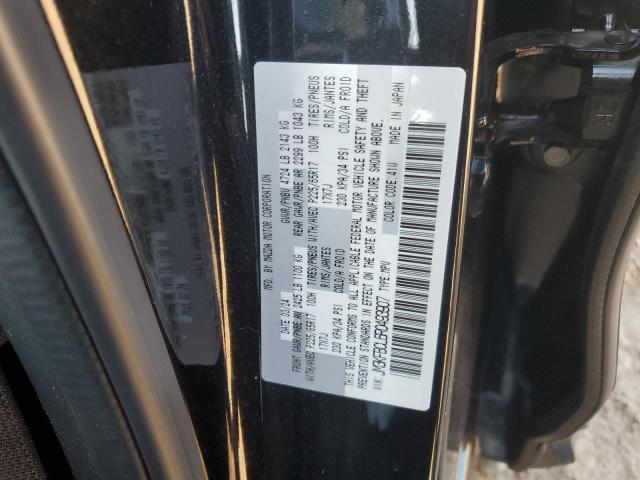 MFD. BY MAZDA MOTOR CORPORATION
DATE: 03/24 GVWR/PNBV 4724 LB 2143 KG
FRONT GAWR/PNBE AV 2425 LB 1100 KG REAR GAWR/PNBE AR 2299 LB 1043 KG
WITH/AVEC P225/65R17 100H TIRES/PNEUS WITH/AVEC P225/65R17 100H TIRES/PNEUS
17X7J RIMS/JANTES 17X7J RIMS/JANTES
230 KPA/34 PSI COLD/A FROID 230 KPA/34 PSI COLD/A FROID
THIS VEHICLE CONFORMS TO ALL APPLICABLE FEDERAL MOTOR VEHICLE SAFETY AND THEFT
PREVENTION STANDARDS IN EFFECT ON THE DATE OF MANUFACTURE SHOWN ABOVE.
VIN: TYPE:MPV COLOR CODE:41W MADE IN JAPAN
HZ